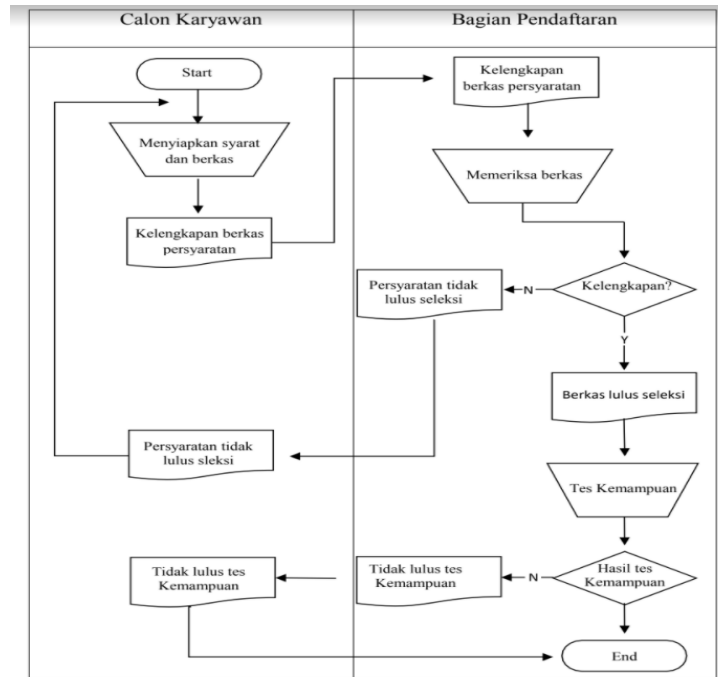 Calon Karyawan
Bagian Pendaftaran
Start
Menyiapkan syarat
dan berkas
Kelengkapan berkas
persyaratan
Kelengkapan
berkas persyaratan
Memeriksa berkas
Kelengkapan?
N
Persyaratan tidak
lulus seleksi
Y
Berkas lulus seleksi
Persyaratan tidak
lulus sleksi
Tes Kemampuan
Hasil tes
Kemampuan
N
Tidak lulus tes
Kemampuan
Tidak lulus tes
Kemampuan
End